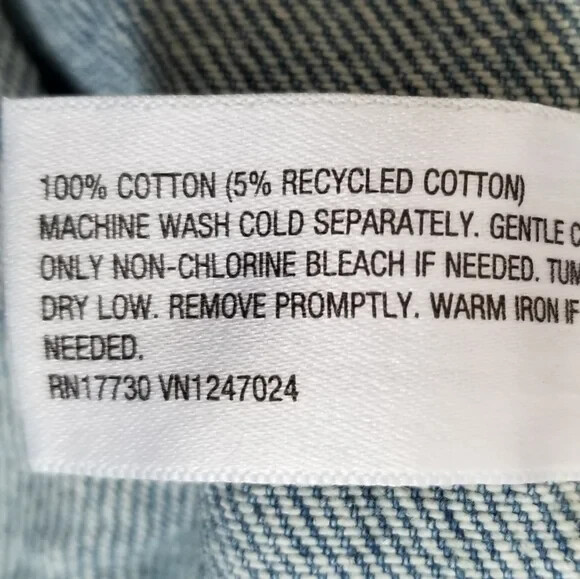 100% COTTON (5% RECYCLED COTTON)
MACHINE WASH COLD SEPARATELY. GENTLE C
ONLY NON-CHLORINE BLEACH IF NEEDED. TUM
DRY LOW. REMOVE PROMPTLY. WARM IRON IF
NEEDED.
RN17730 VN1247024